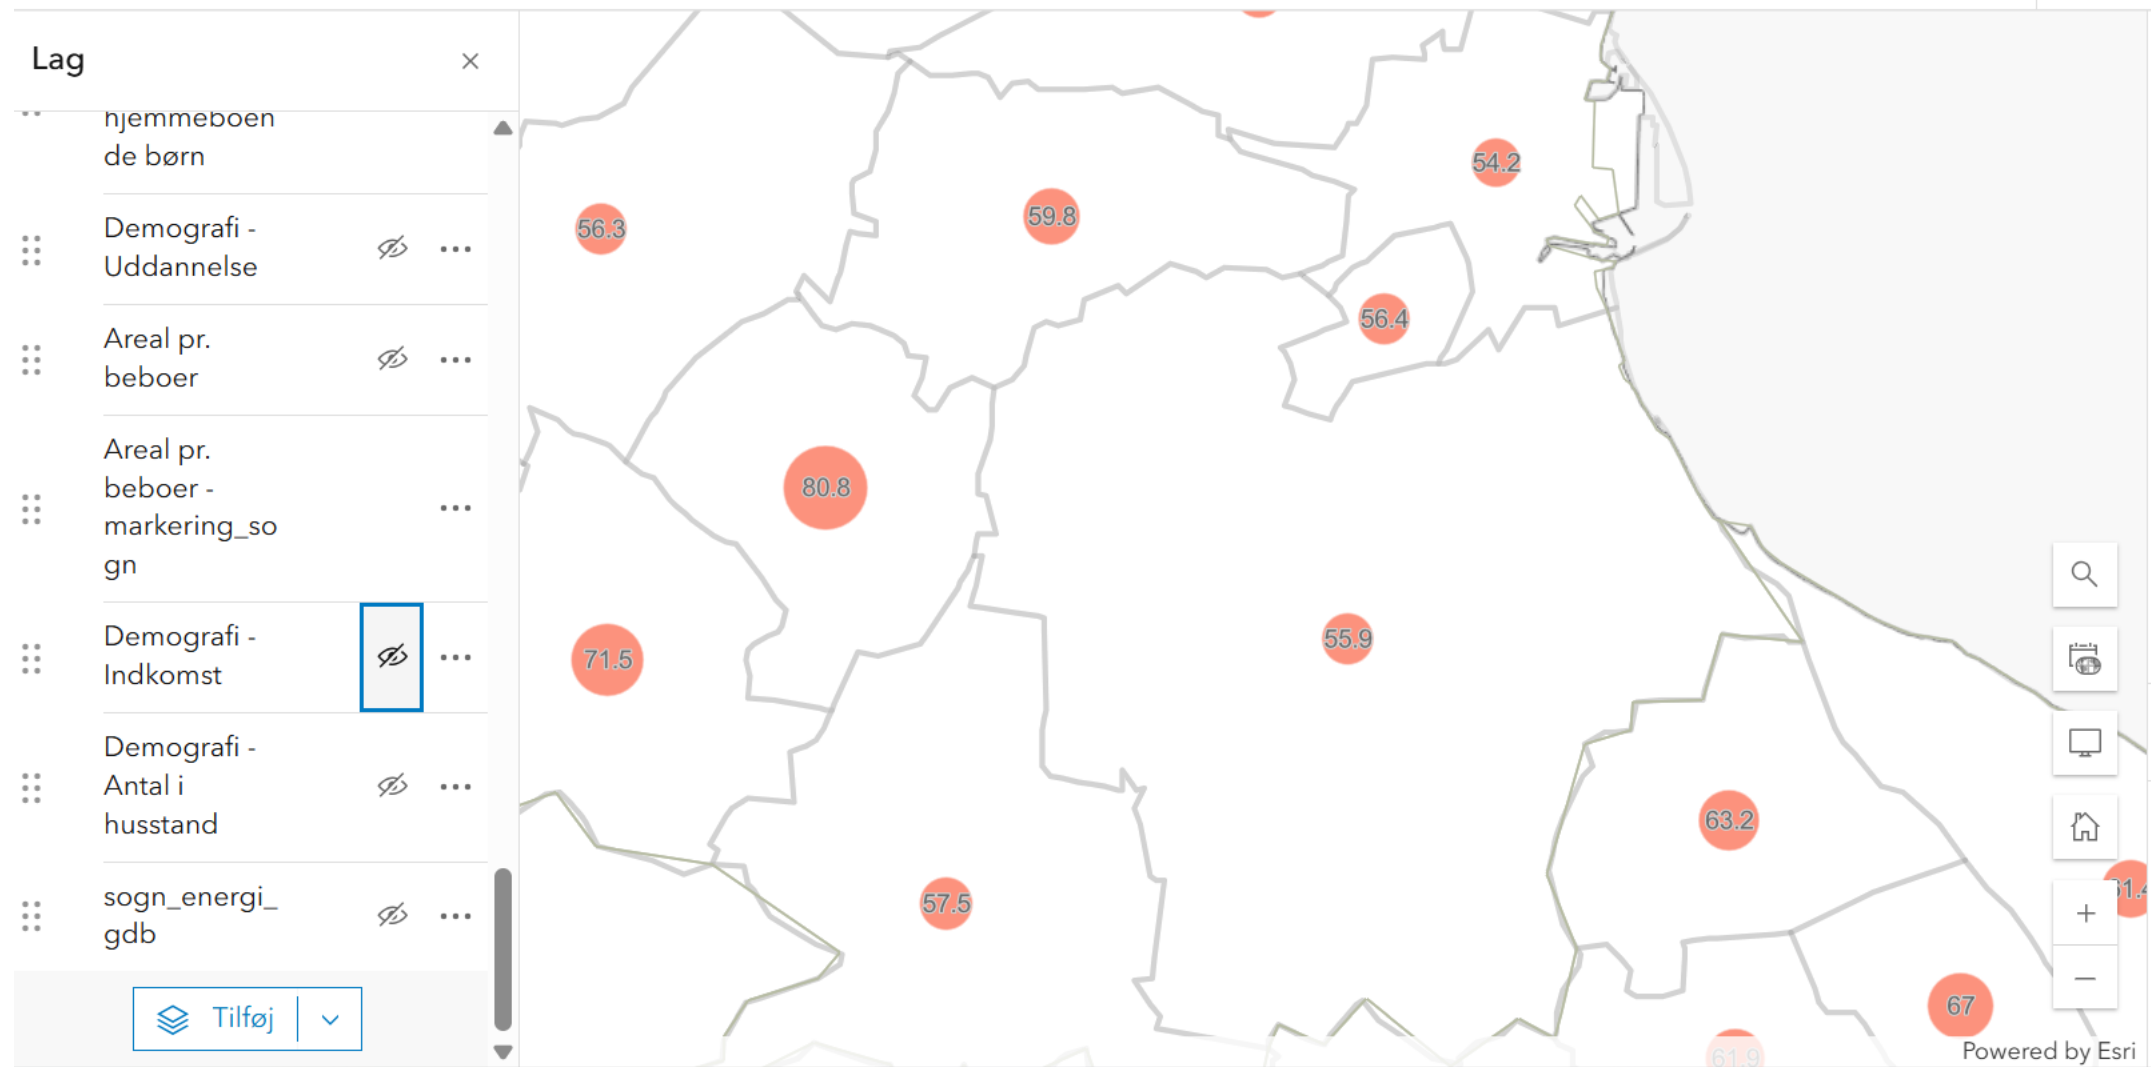 Lag
hjemmeboen
de børn
Demografi -
Uddannelse
Areal pr.
beboer
Areal pr.
beboer -
markering_so
gn
Demografi -
Indkomst
Demografi -
Antal i
husstand
sogn_energi_
gdb
Tilføj
54.2
59.8
56.3
56.4
80.8
55.9
71.5
63.2
57.5
67
61.9
Powered by Esri